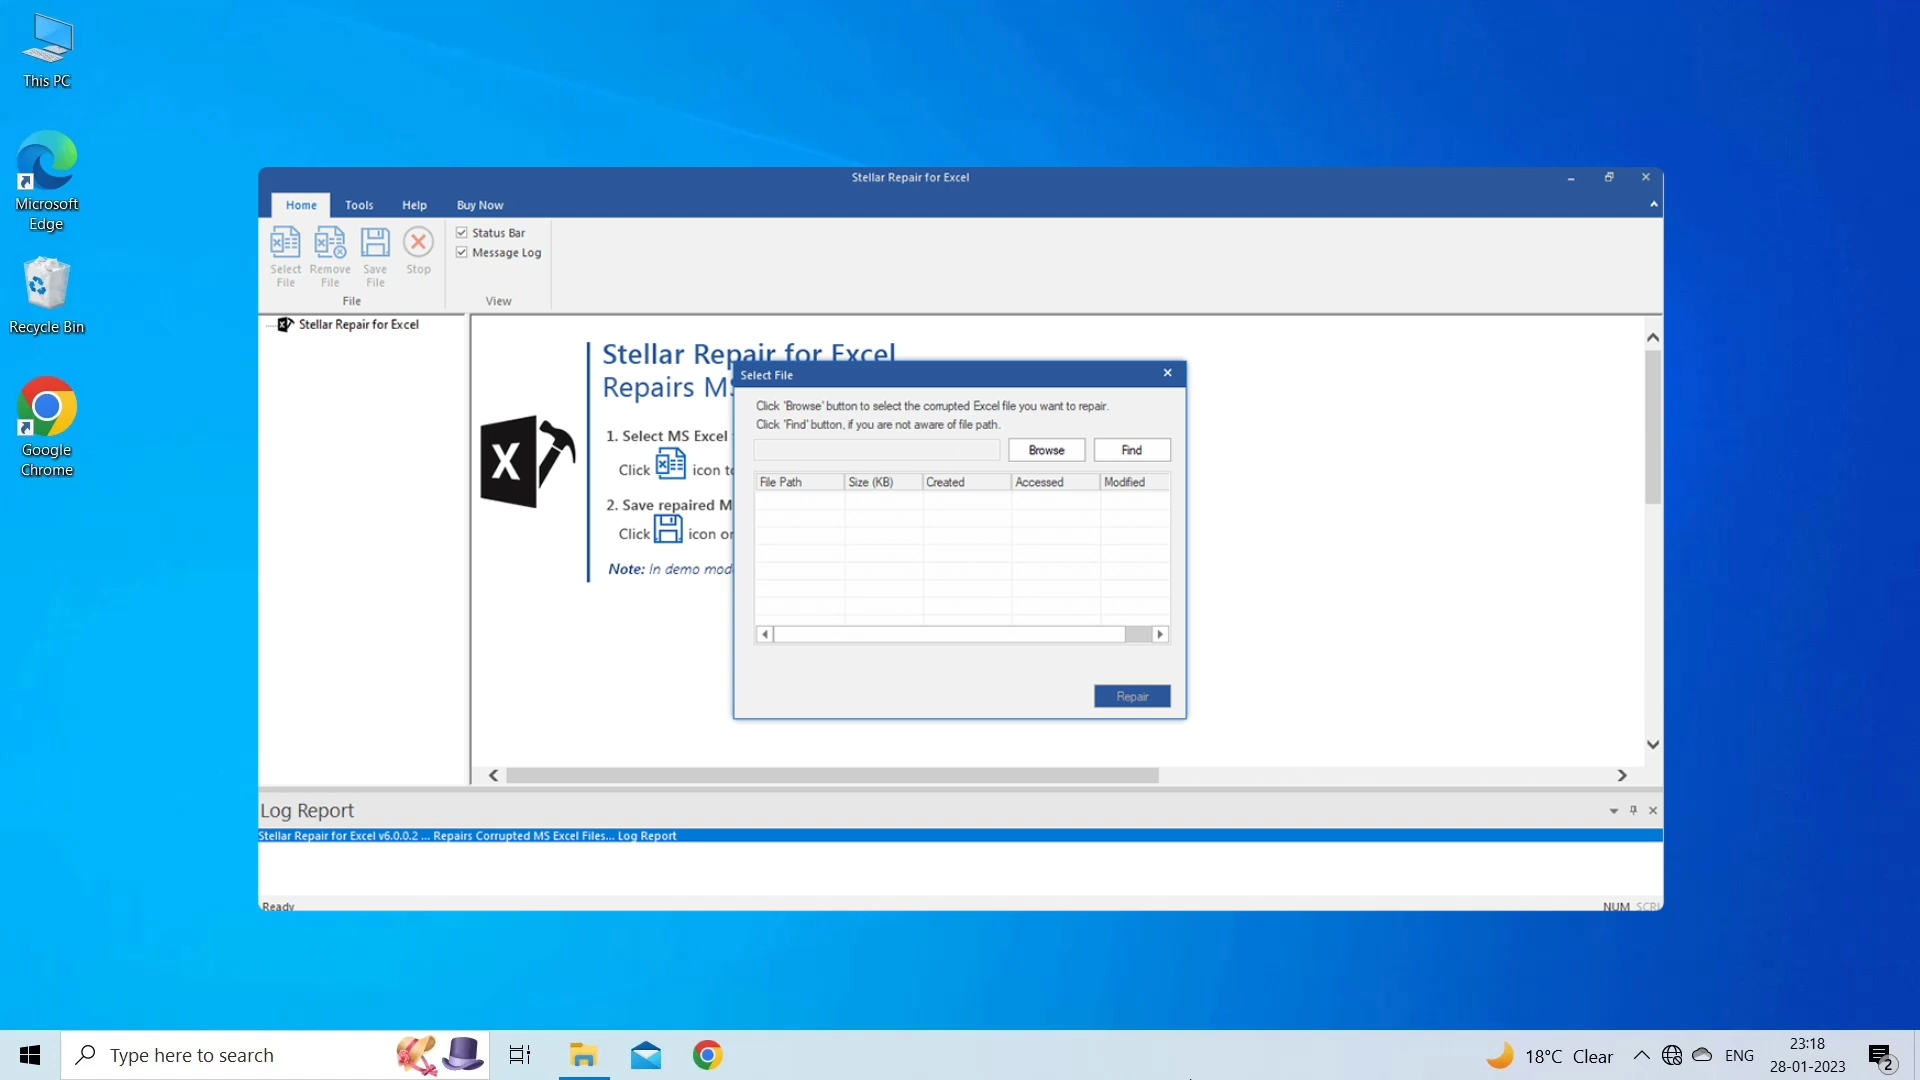 This PC
Microsoft
Edge
Recycle Bin
Google
Chrome
Stellar Repair for Excel
Home Tools Help Buy Now
Select
File
Remove
File
Save
File
Stop
File
Status Bar
Message Log
View
Stellar Repair for Excel
Stellar Repair for Excel
Repairs MS
1. Select MS Excel
Click icon to
2. Save repaired M
Click icon or
Note: In demo mod
Select File
Click 'Browse' button to select the corrupted Excel file you want to repair.
Click 'Find' button, if you are not aware of file path.
Browse Find
File Path Size (KB) Created Accessed Modified
Repair
Log Report
Stellar Repair for Excel v6.0.0.2 ... Repairs Corrupted MS Excel Files... Log Report
Ready NUM SCRL
Type here to search
18°C Clear
ENG
23:18
28-01-2023
2